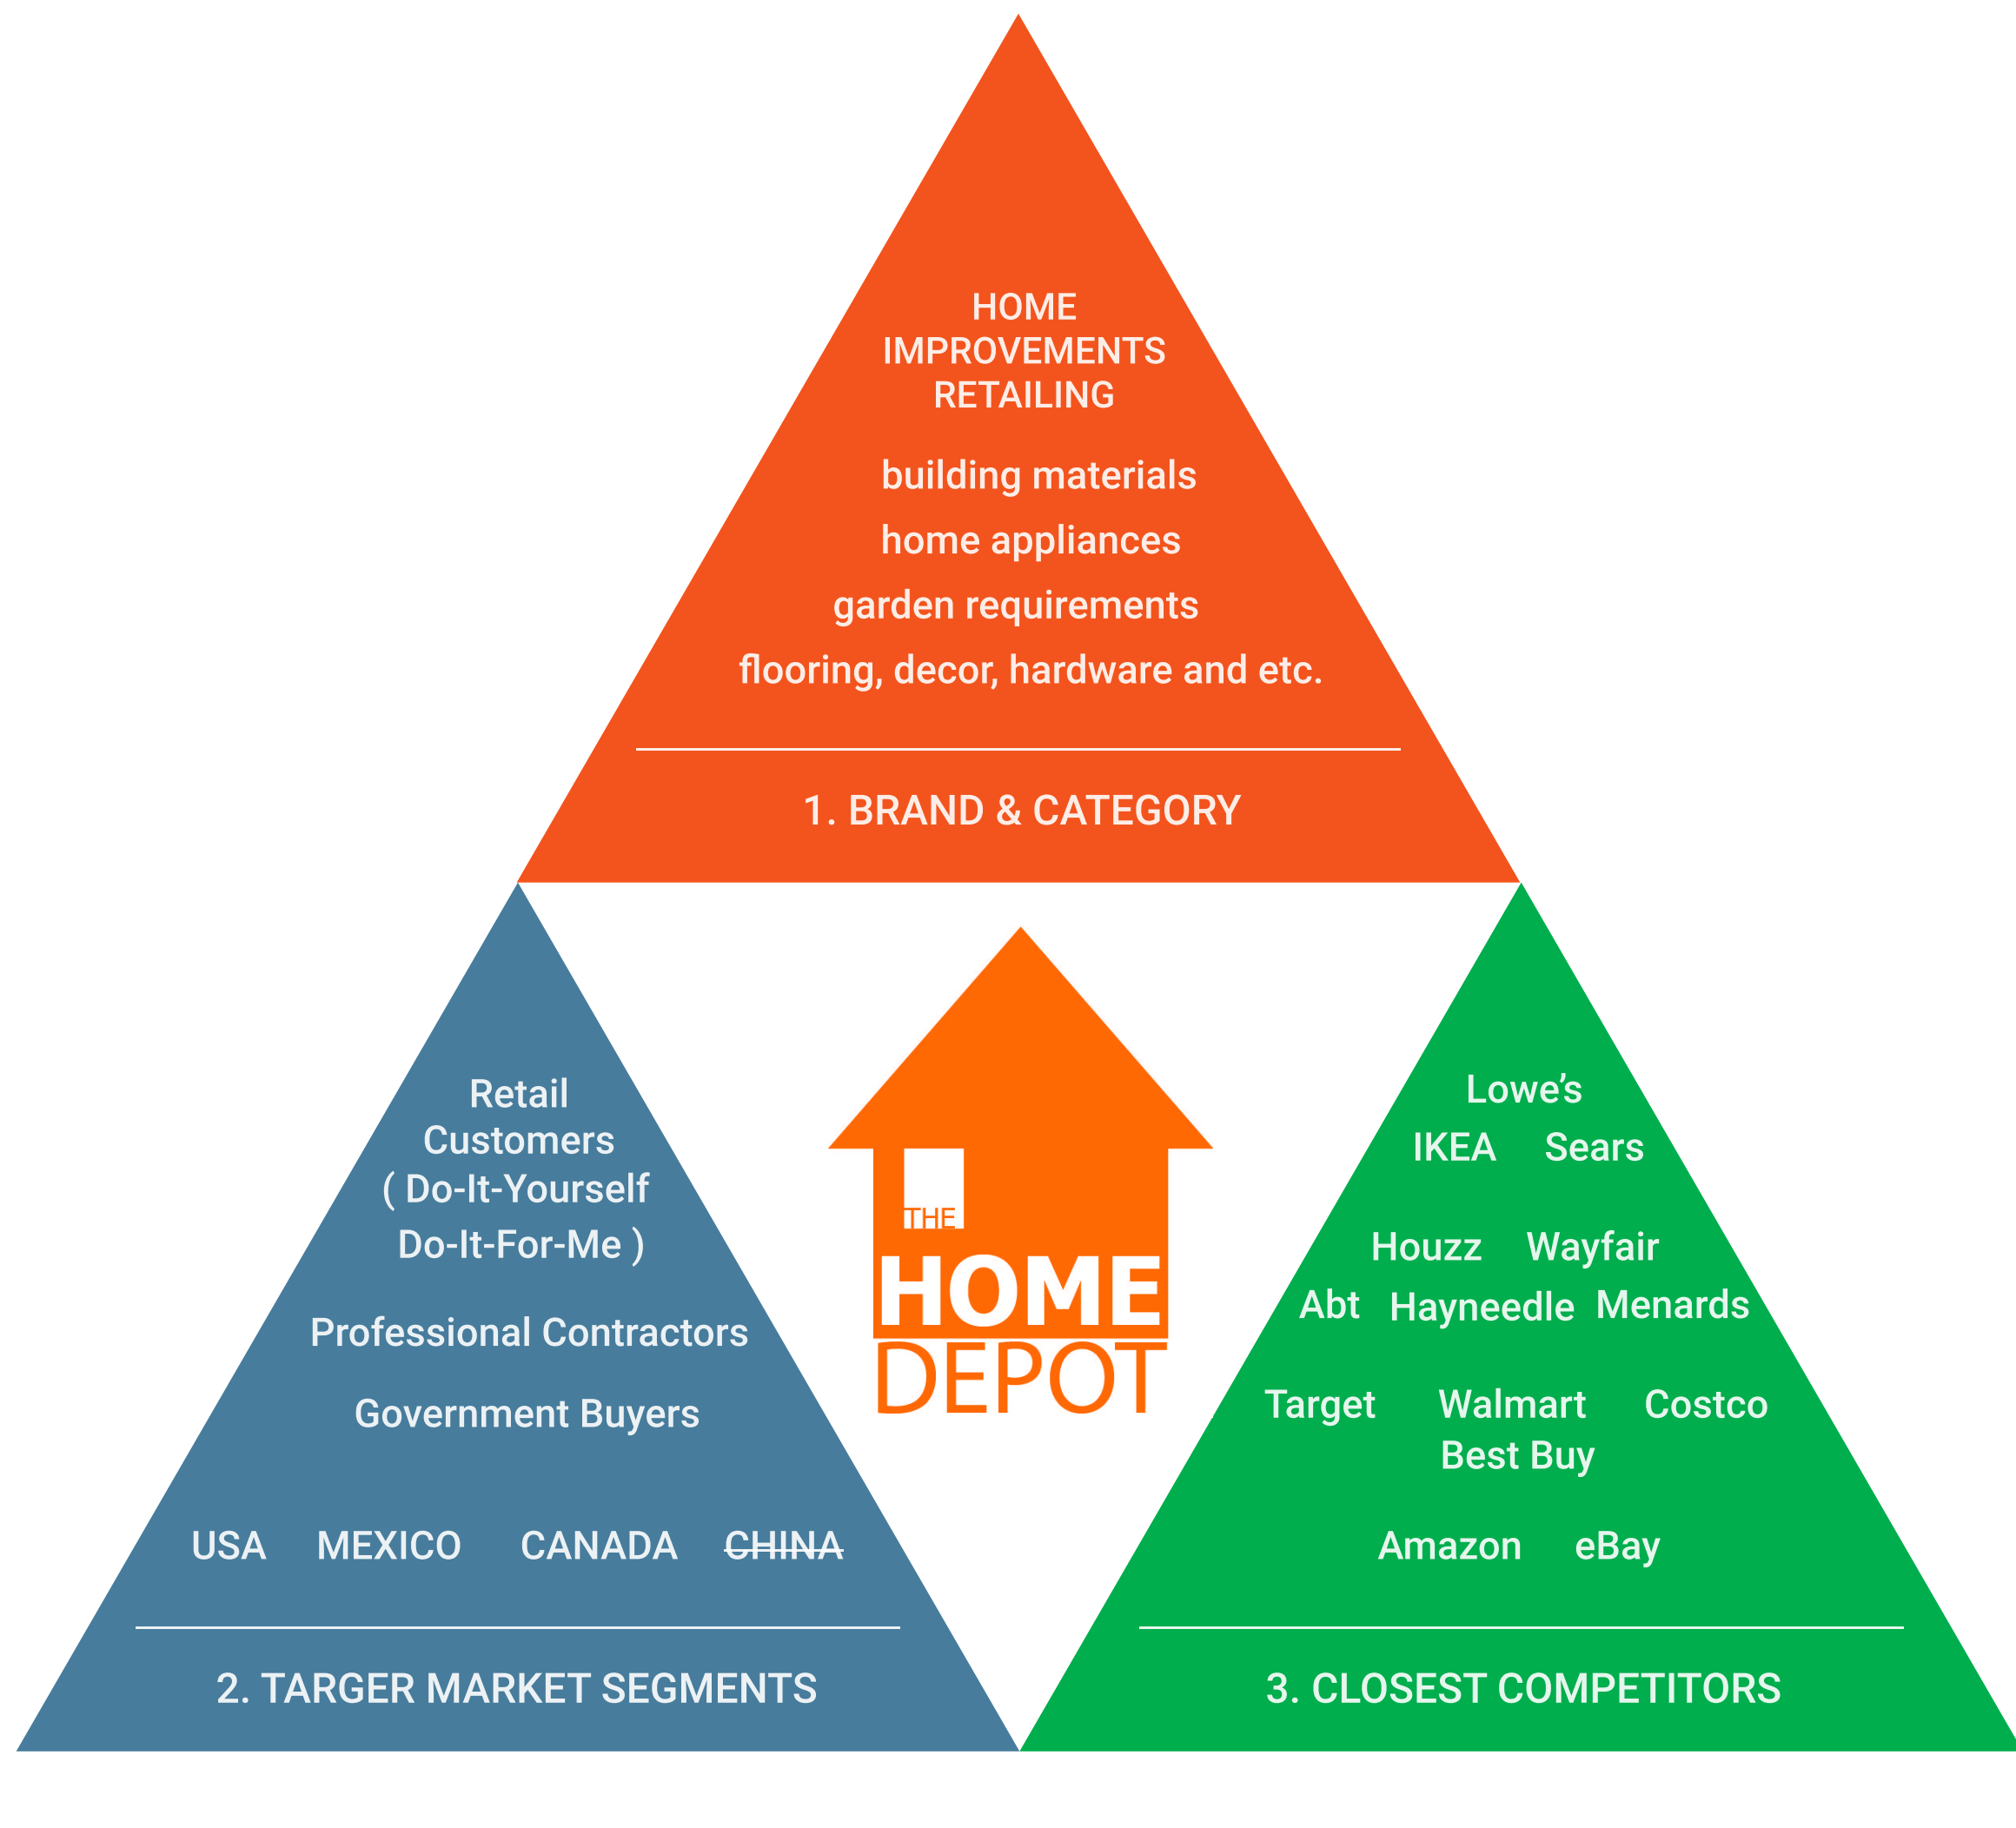 HOME
IMPROVEMENTS
RETAILING
building materials
home appliances
garden requirements
flooring, decor, hardware and etc.
1. BRAND & CATEGORY
Retail
Customers
( Do-It-Yourself
Do-It-For-Me )
Professional Contractors
Government Buyers
USA MEXICO CANADA CHINA
2. TARGER MARKET SEGMENTS
THE
HOME
DEPOT
Lowe’s
IKEA Sears
Houzz Wayfair
Abt Hayneedle Menards
Target Walmart Costco
Best Buy
Amazon eBay
3. CLOSEST COMPETITORS